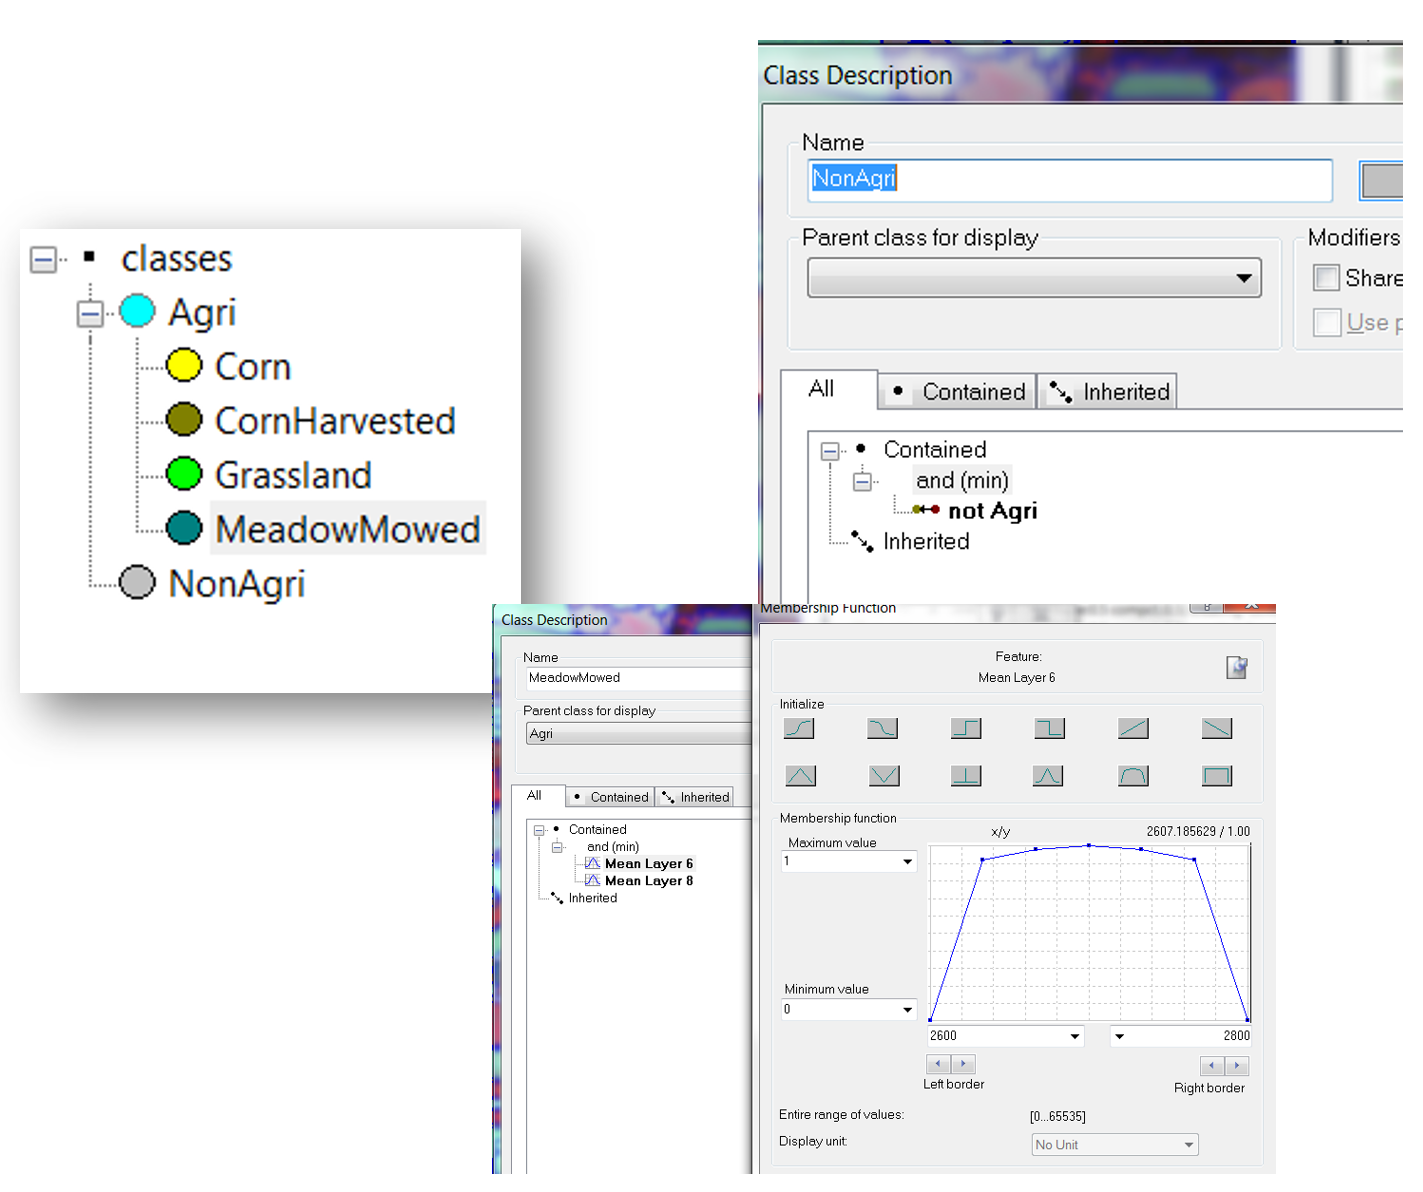 classes
Agri
Corn
CornHarvested
Grassland
MeadowMowed
NonAgri
Class Description
Name
NonAgri
Parent class for display
Modifiers
Share
Use p
All
Contained
Inherited
Contained
and (min)
not Agri
Inherited
Class Description
Name
MeadowMowed
Parent class for display
Agri
All
Contained
Inherited
Contained
and (min)
Mean Layer 6
Mean Layer 8
Inherited
Membership Function
?
Feature:
Mean Layer 6
Initialize
Membership function
x/y
2607.185629 / 1.00
Maximum value
1
Minimum value
0
2600
2800
Left border
Right border
Entire range of values:
[0...65535]
Display unit:
No Unit